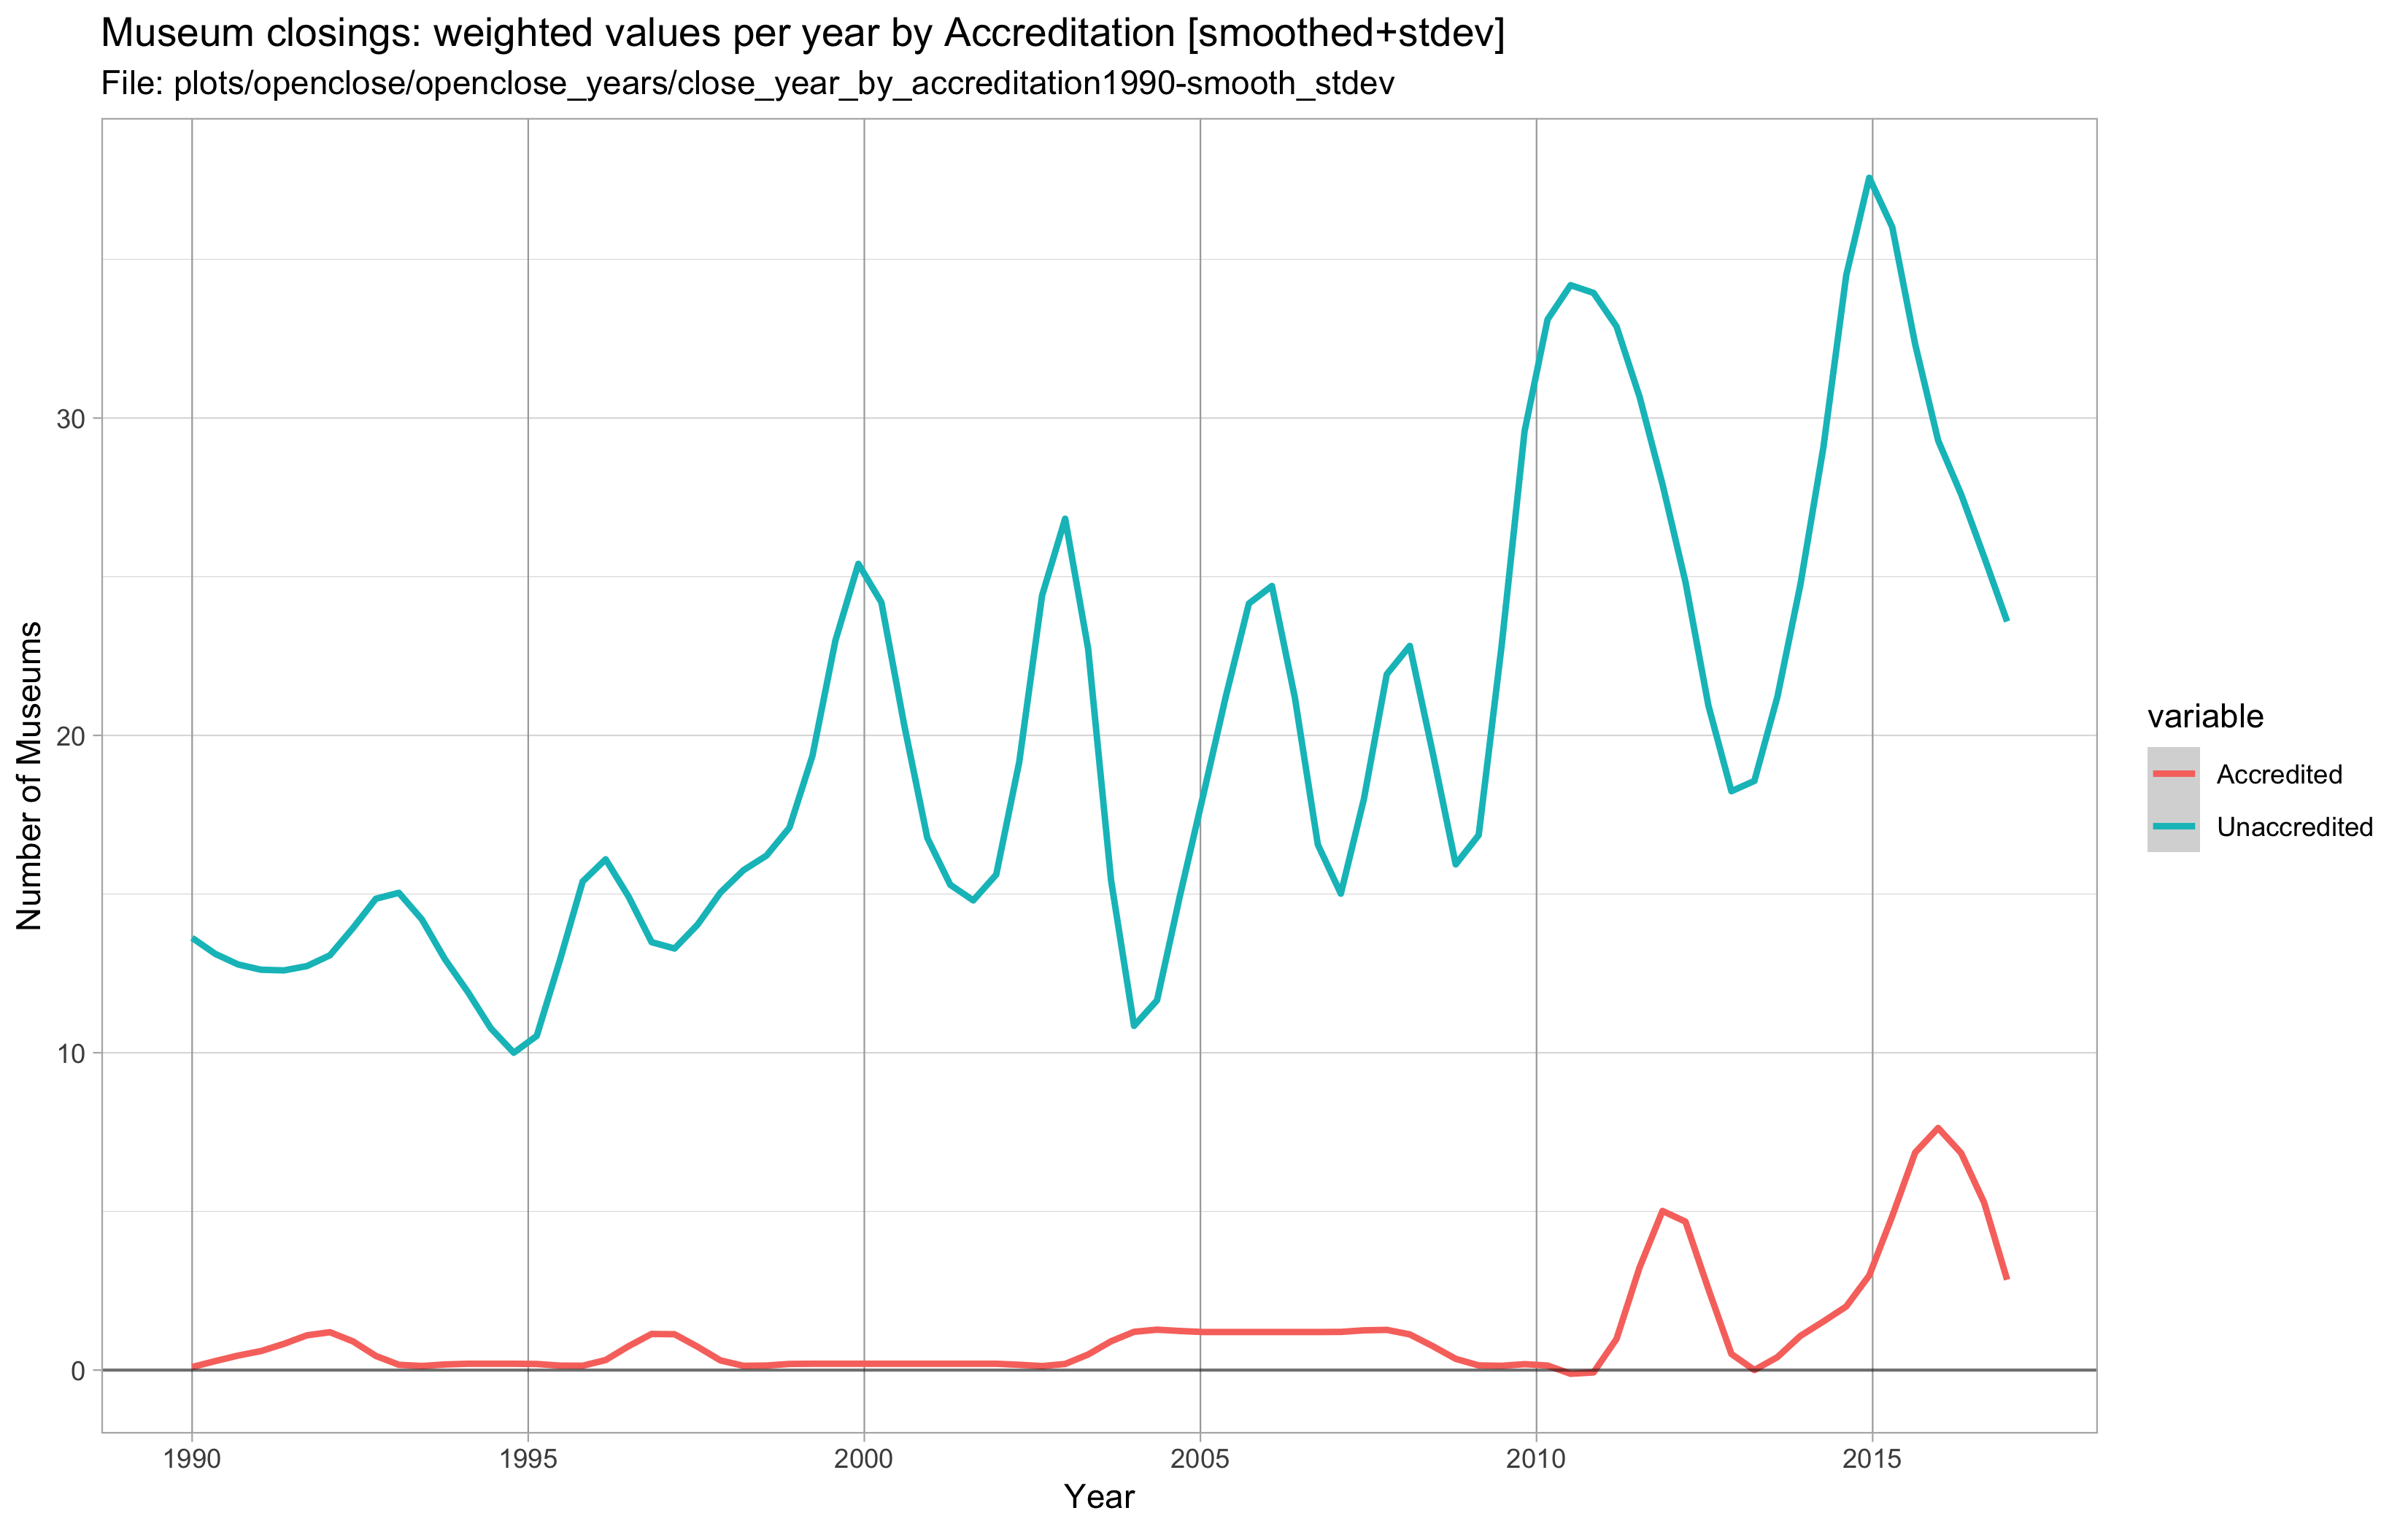 Museum closings: weighted values per year by Accreditation [smoothed+stdev]
File: plots/openclose/openclose_years/close_year_by_accreditation1990-smooth_stdev
Number of Museums
30
20
10
0
1990
1995
2000
2005
2010
2015
Year
variable
Accredited
Unaccredited